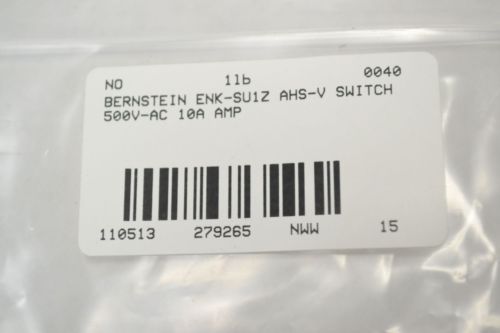 NO 1lb 0040
BERNSTEIN ENK-SU1Z AHS-V SWITCH
500V-AC 10A AMP
110513 279265 NWW 15